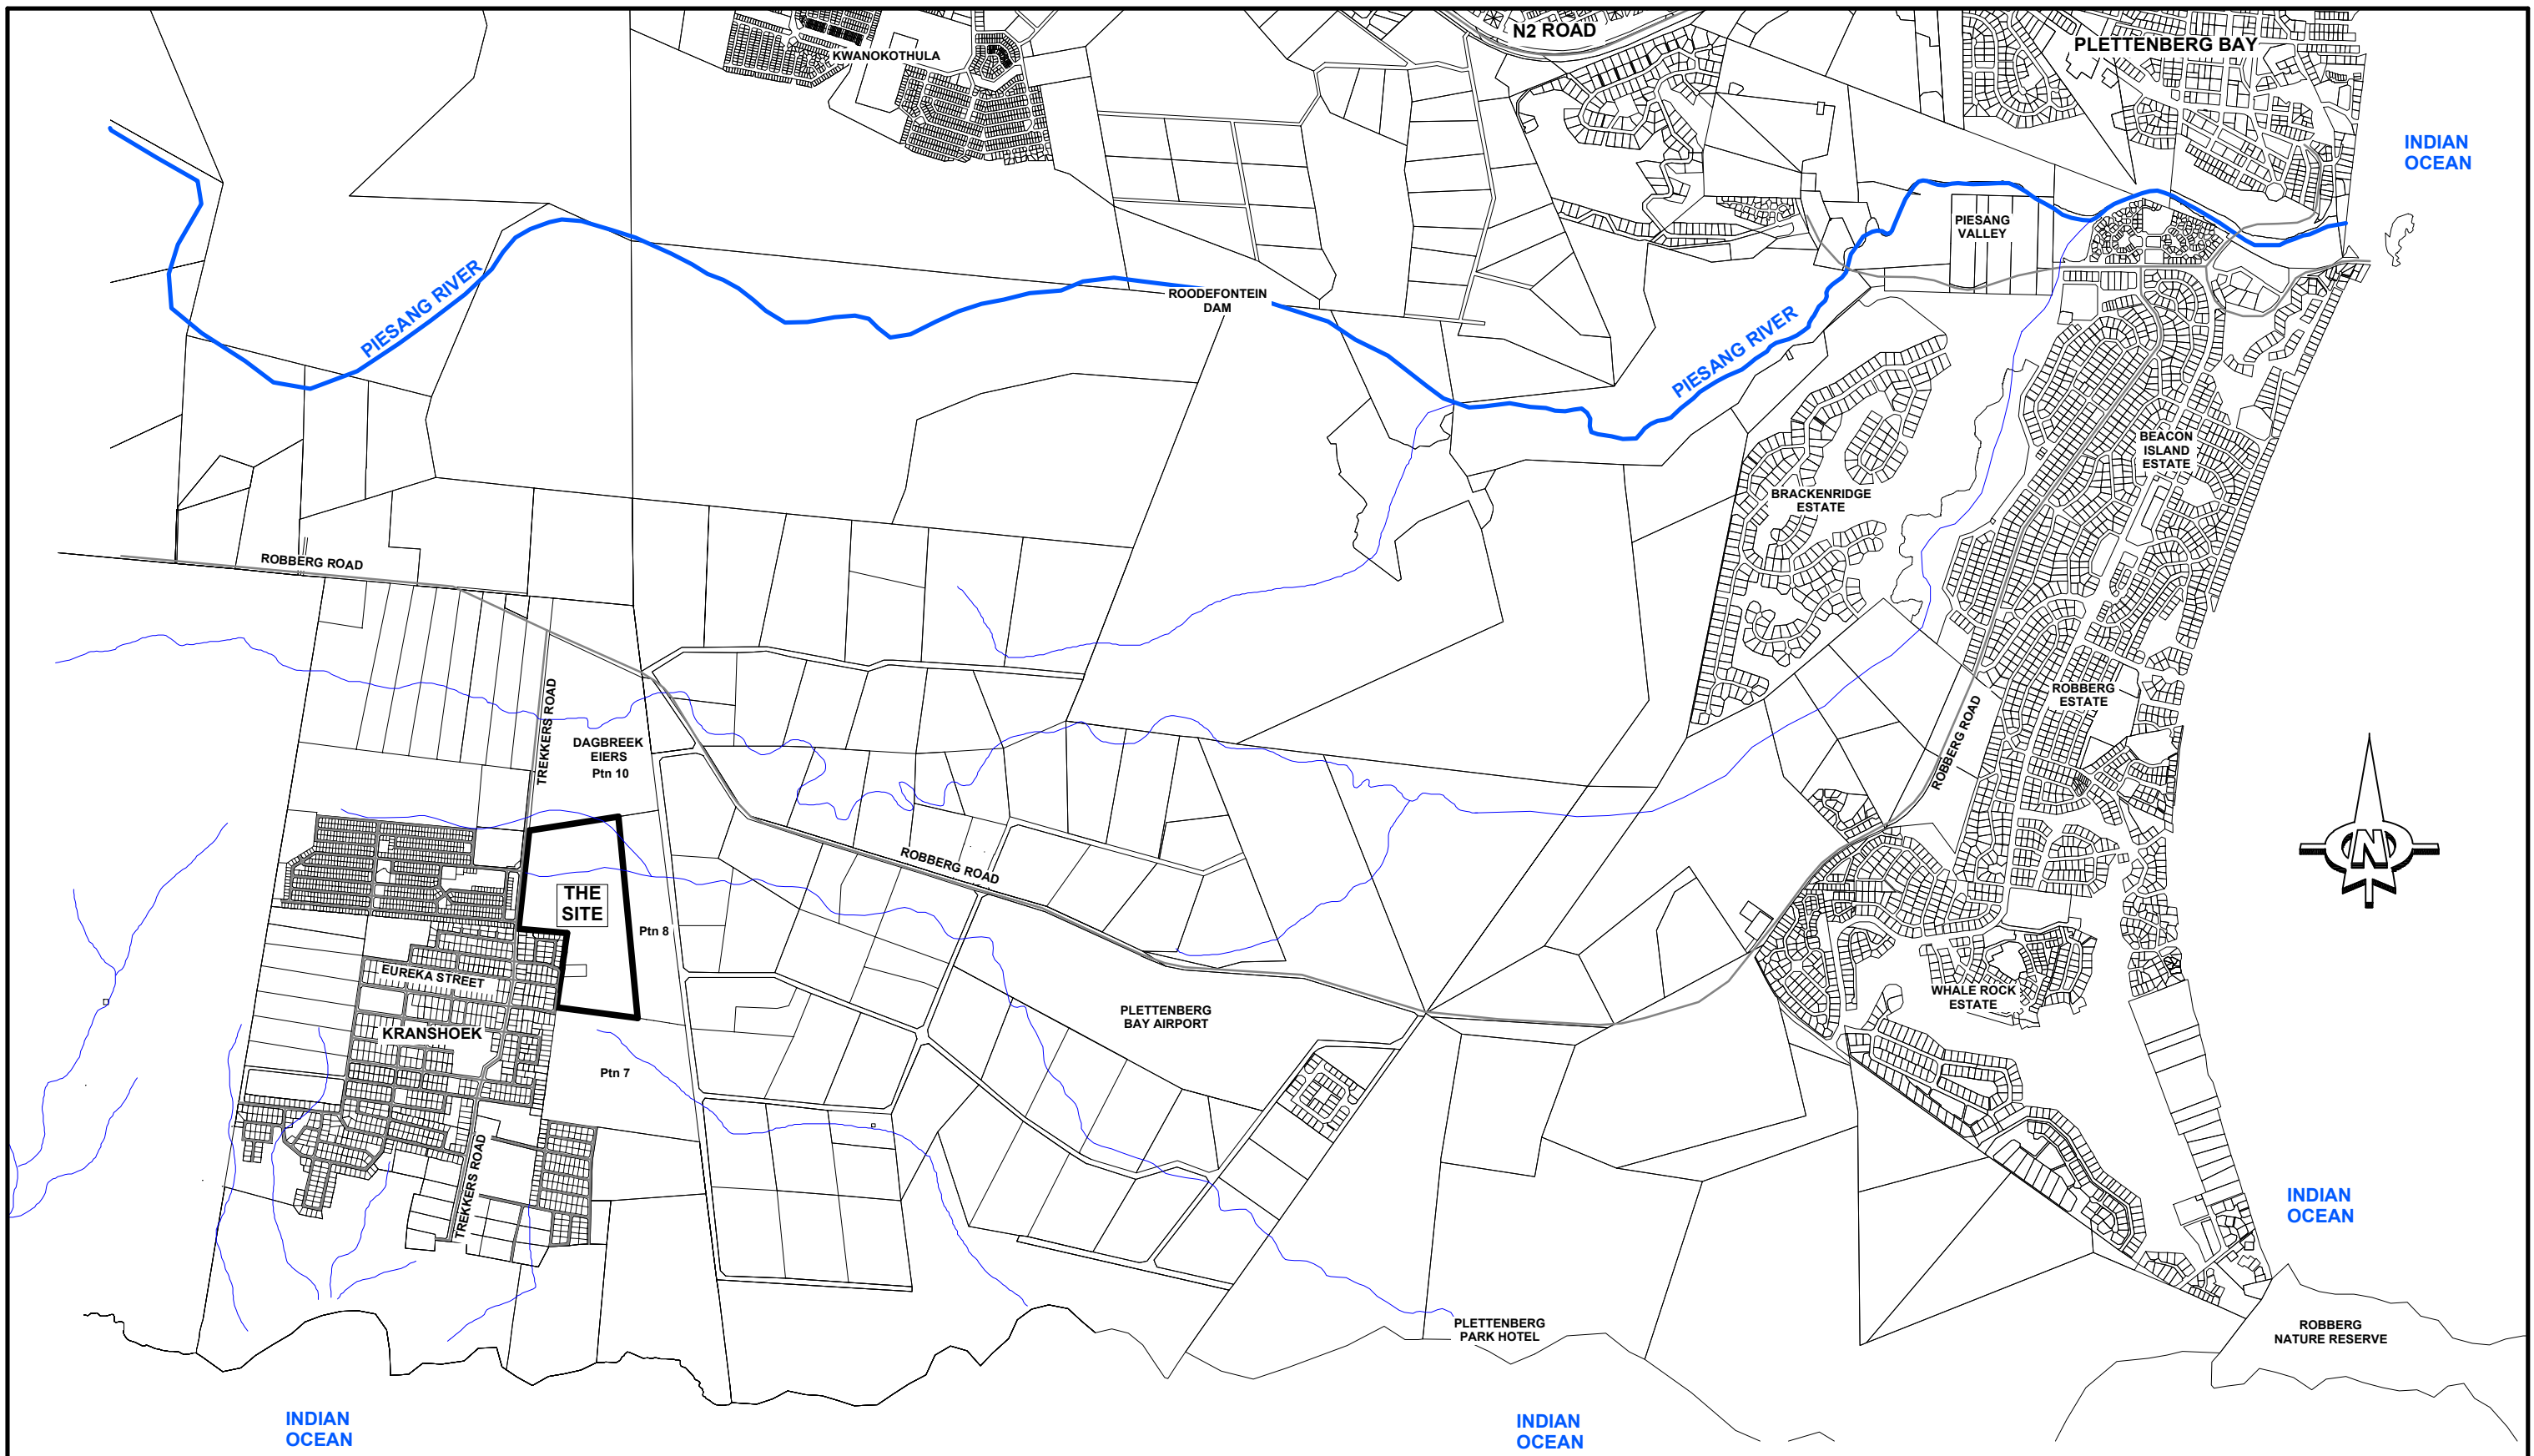 N2 ROAD
PLETTENBERG BAY
KWANOKOTHULA
INDIAN
OCEAN
PIESANG
VALLEY
PIESANG RIVER
ROODEFONTEIN
DAM
PIESANG RIVER
BEACON
ISLAND
ESTATE
BRACKENRIDGE
ESTATE
ROBBERG ROAD
TREKKERS ROAD
ROBBERG
ESTATE
ROBBERG ROAD
DAGBREEK
EIERS
Ptn 10
N
ROBBERG ROAD
THE
SITE
Ptn 8
EUREKA STREET
WHALE ROCK
ESTATE
PLETTENBERG
BAY AIRPORT
KRANSHOEK
Ptn 7
TREKKERS ROAD
INDIAN
OCEAN
PLETTENBERG
PARK HOTEL
ROBBERG
NATURE RESERVE
INDIAN
OCEAN
INDIAN
OCEAN